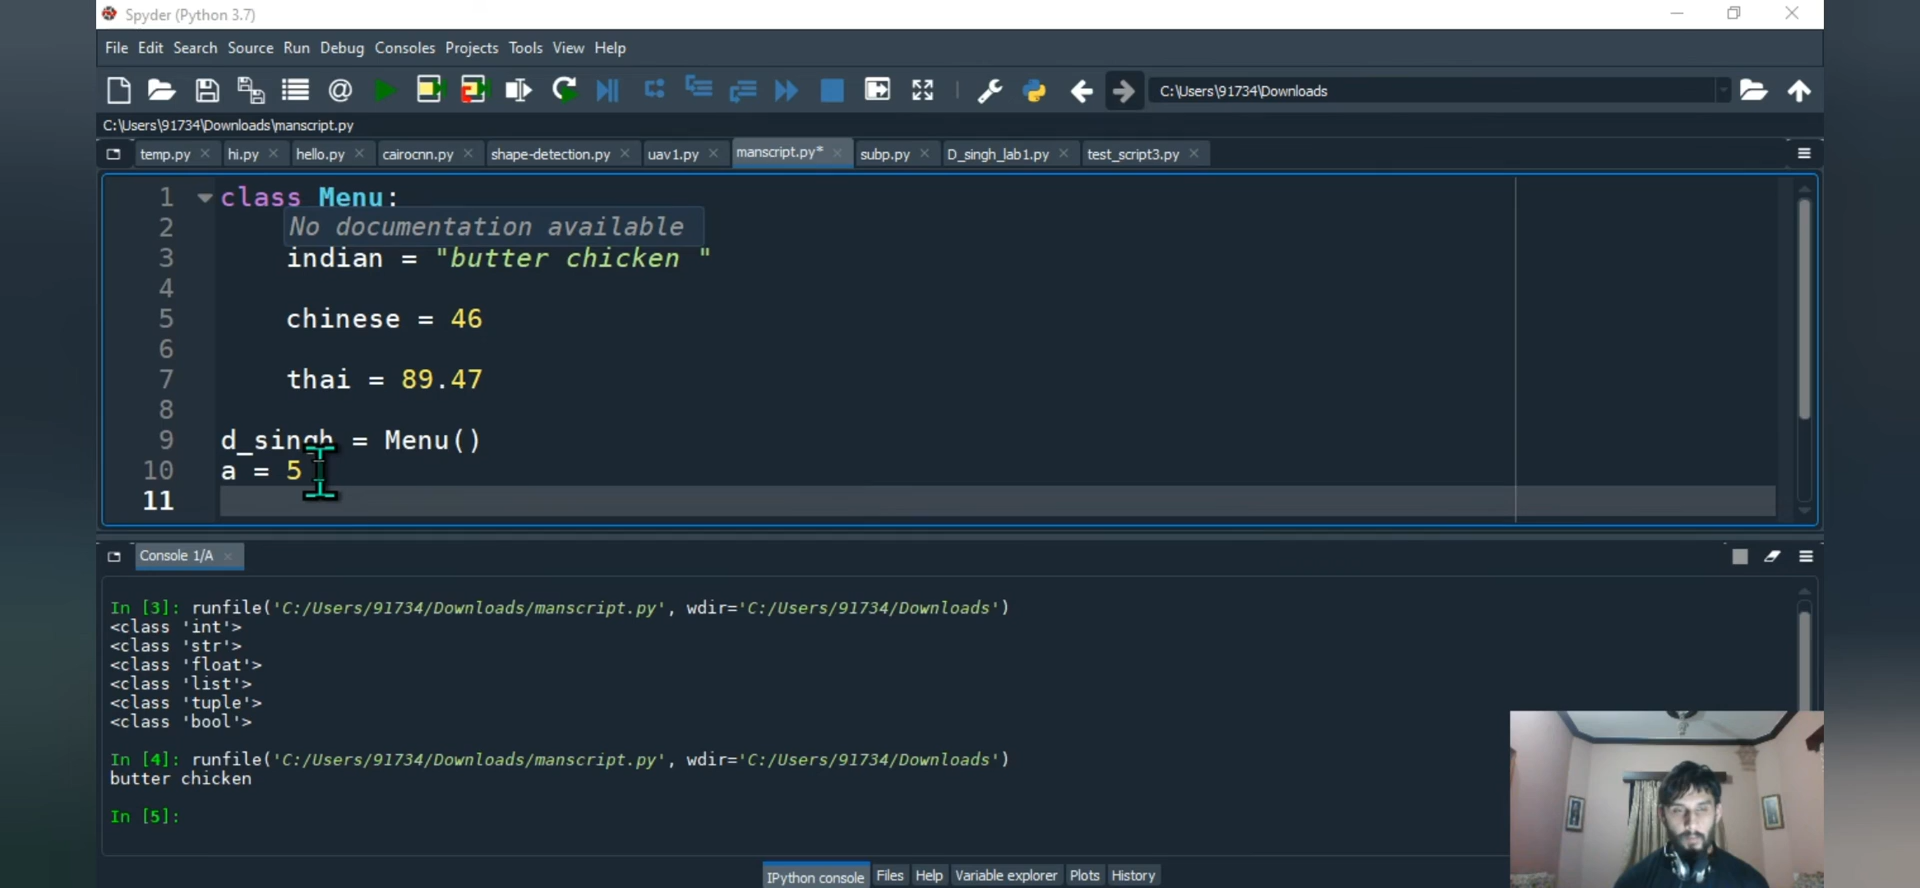 Spyder (Python 3.7)
File Edit Search Source Run Debug Consoles Projects Tools View Help
C:\Users\91734\Downloads
C:\Users\91734\Downloads\manscript.py
temp.py hi.py hello.py cairocnn.py shape-detection.py uav1.py manscript.py* subp.py D_singh_lab1.py test_script3.py
1 class Menu:
2 No documentation available
3 indian = "butter chicken "
4
5 chinese = 46
6
7 thai = 89.47
8
9 d_singh = Menu()
10 a = 5
11
Console 1/A
In [3]: runfile('C:/Users/91734/Downloads/manscript.py', wdir='C:/Users/91734/Downloads')
<class 'int'>
<class 'str'>
<class 'float'>
<class 'list'>
<class 'tuple'>
<class 'bool'>
In [4]: runfile('C:/Users/91734/Downloads/manscript.py', wdir='C:/Users/91734/Downloads')
butter chicken
In [5]:
IPython console Files Help Variable explorer Plots History